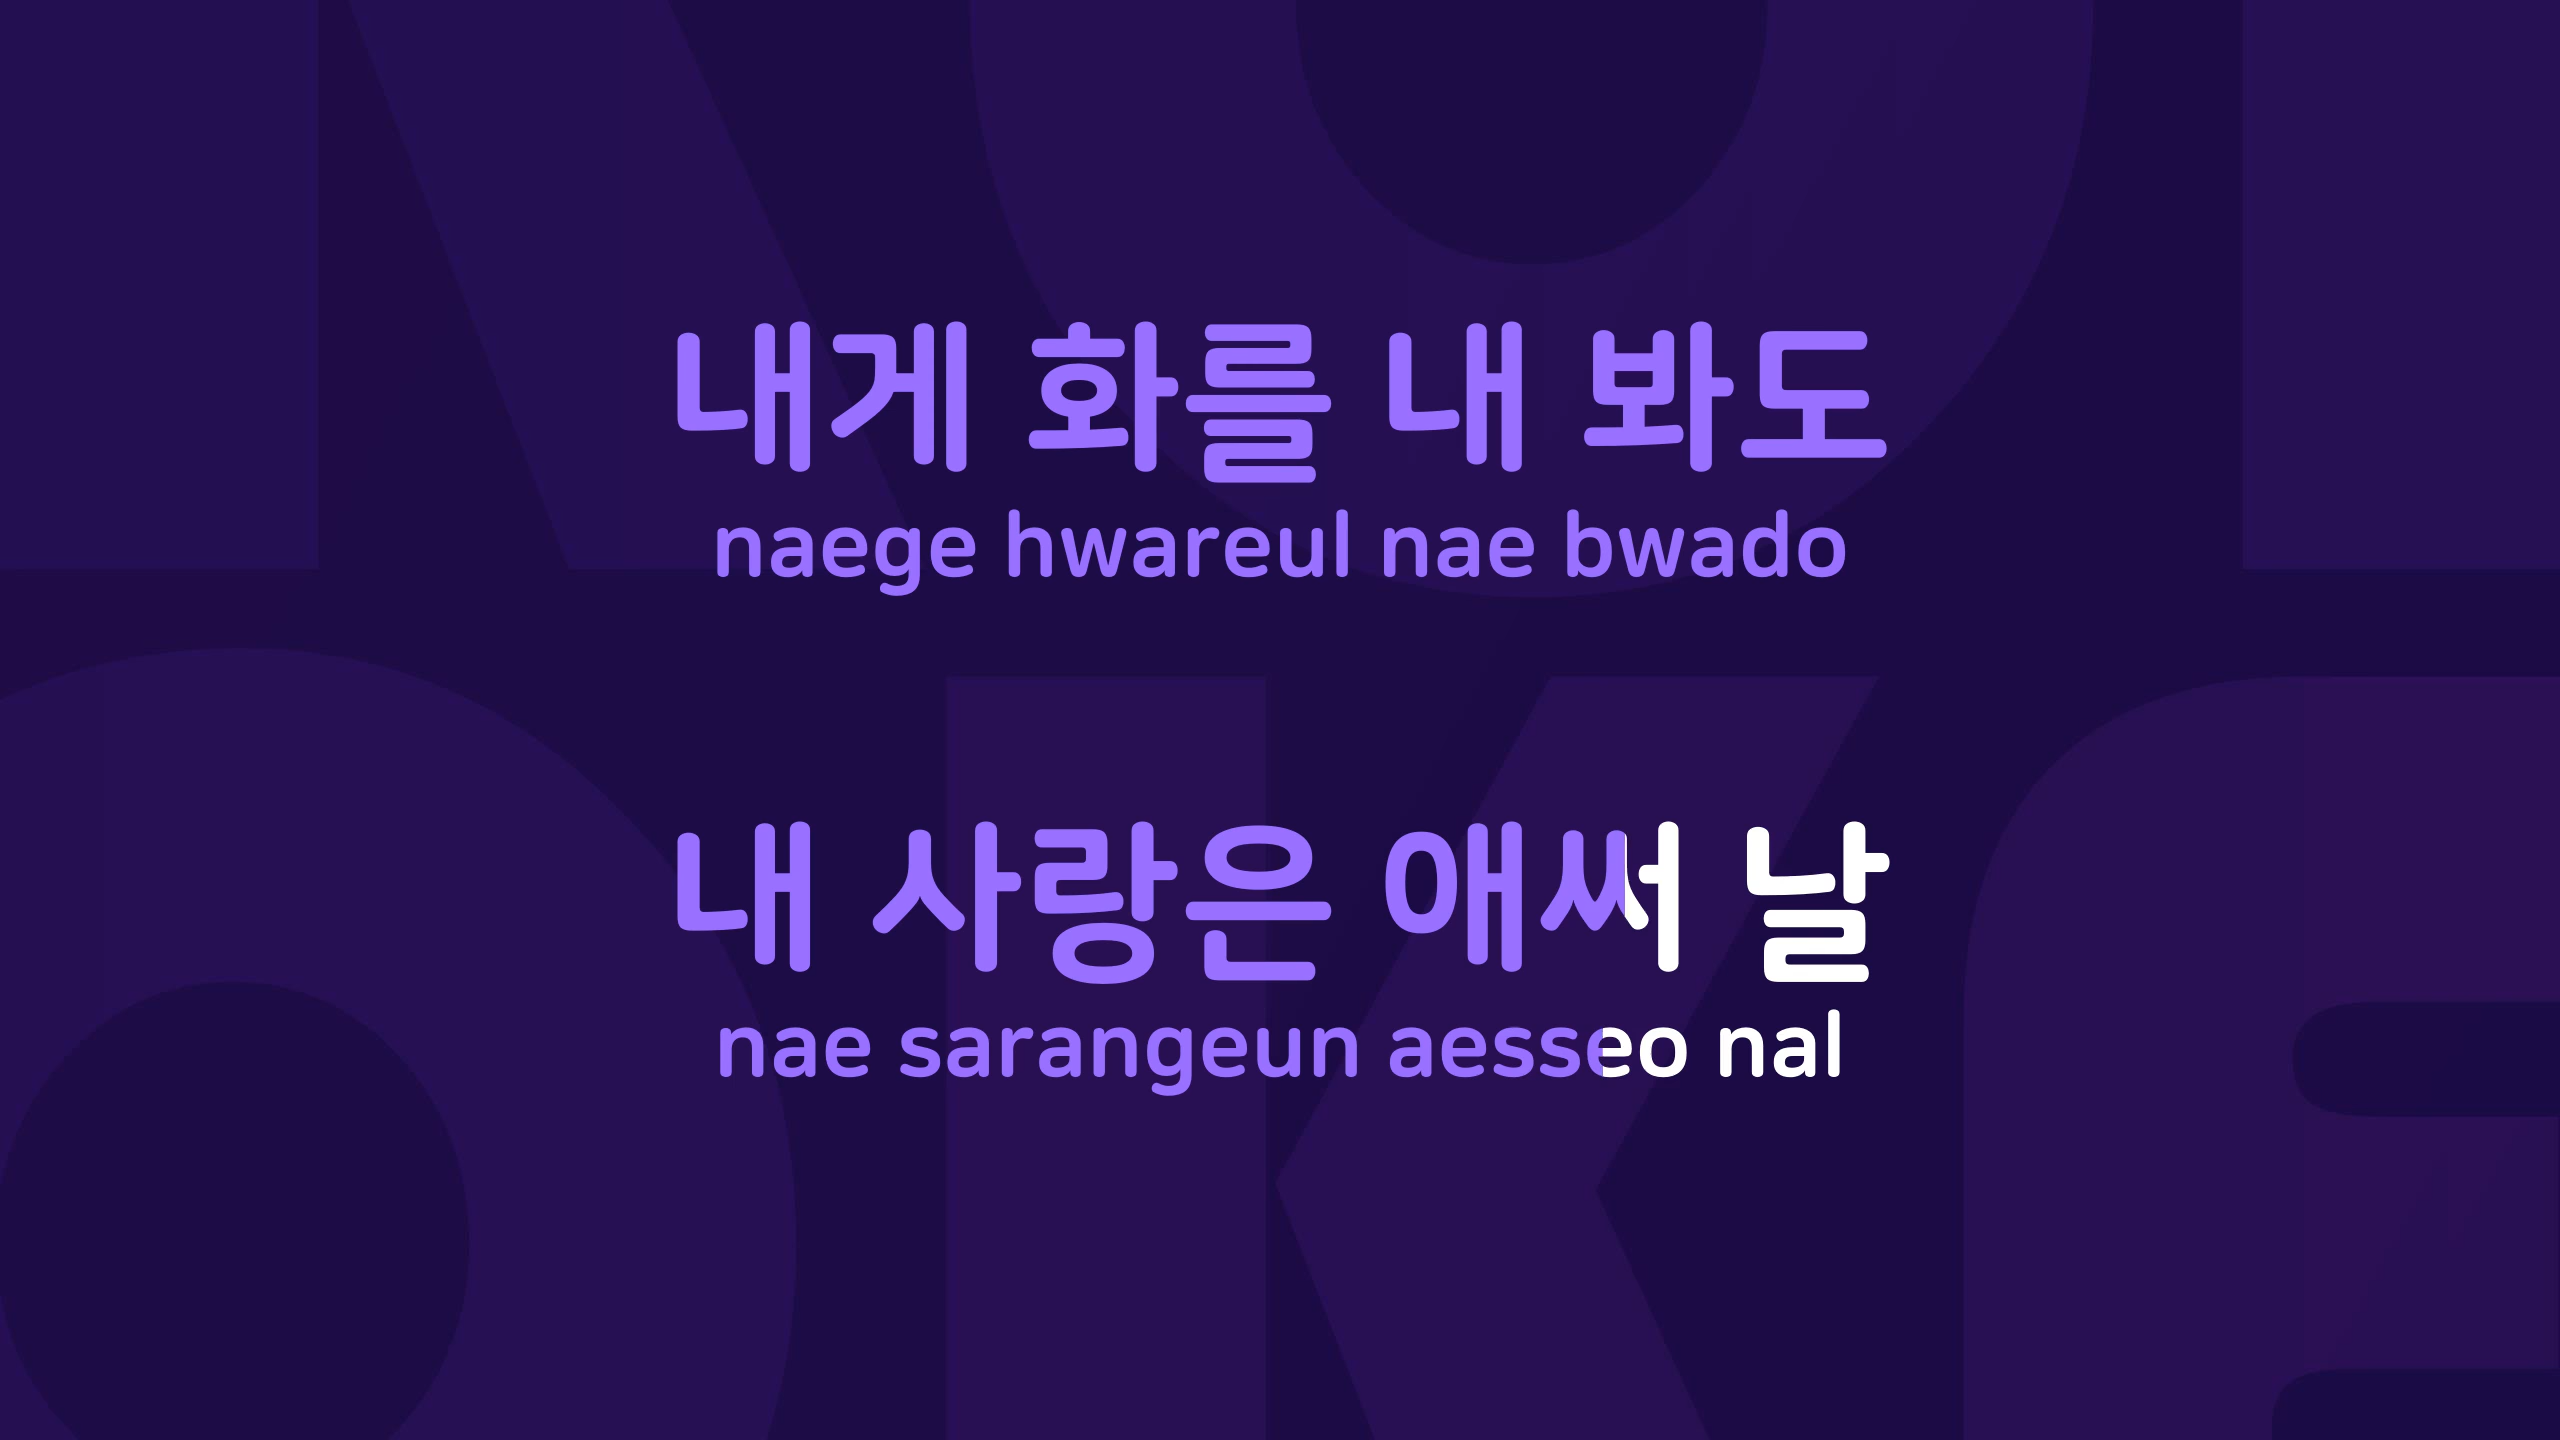 내게 화를 내 봐도
naege hwareul nae bwado
내 사랑은 애써 날
nae sarangeun aesseo nal